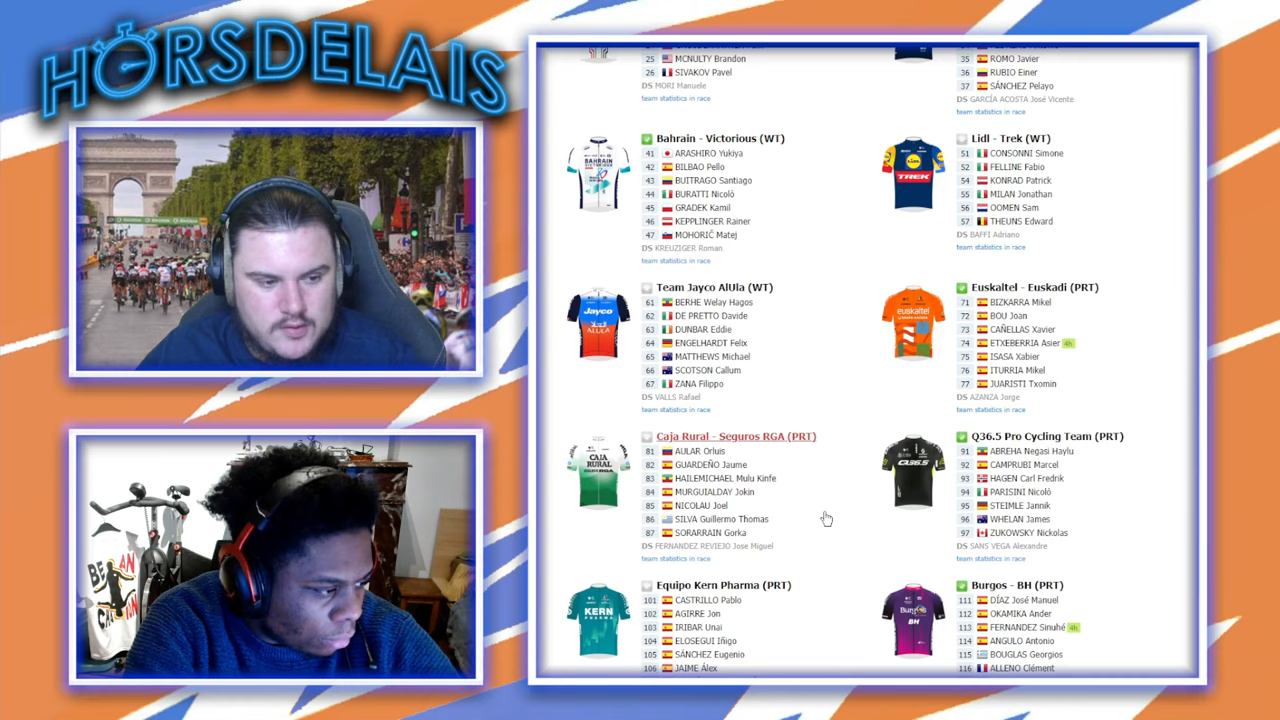 HORSDELAIS
25 MCNULTY Brandon
26 SIVAKOV Pavel
DS MORI Manuele
team statistics in race
35 ROMO Javier
36 RUBIO Einer
37 SÁNCHEZ Pelayo
DS GARCÍA ACOSTA José Vicente
team statistics in race
Bahrain - Victorious (WT)
41 ARASHIRO Yukiya
42 BILBAO Pello
43 BUITRAGO Santiago
44 BURATTI Nicolò
45 GRADEK Kamil
46 KEPPLINGER Rainer
47 MOHORIČ Matej
DS KREUZIGER Roman
team statistics in race
Lidl - Trek (WT)
51 CONSONNI Simone
52 FELLINE Fabio
54 KONRAD Patrick
55 MILAN Jonathan
56 OOMEN Sam
57 THEUNS Edward
DS BAFFI Adriano
team statistics in race
Team Jayco AlUla (WT)
61 BERHE Welay Hagos
62 DE PRETTO Davide
63 DUNBAR Eddie
64 ENGELHARDT Felix
65 MATTHEWS Michael
66 SCOTSON Callum
67 ZANA Filippo
DS VALLS Rafael
team statistics in race
Euskaltel - Euskadi (PRT)
71 BIZKARRA Mikel
72 BOU Joan
73 CAÑELLAS Xavier
74 ETXEBERRIA Asier 4h
75 ISASA Xabier
76 ITURRIA Mikel
77 JUARISTI Txomin
DS AZANZA Jorge
team statistics in race
Caja Rural - Seguros RGA (PRT)
81 AULAR Orluis
82 GUARDEÑO Jaume
83 HAILEMICHAEL Mulu Kinfe
84 MURGUIALDAY Jokin
85 NICOLAU Joel
86 SILVA Guillermo Thomas
87 SORARRAIN Gorka
DS FERNANDEZ REVIEJO Jose Miguel
team statistics in race
Q36.5 Pro Cycling Team (PRT)
91 ABREHA Negasi Haylu
92 CAMPRUBI Marcel
93 HAGEN Carl Fredrik
94 PARISINI Nicolò
95 STEIMLE Jannik
96 WHELAN James
97 ZUKOWSKY Nickolas
DS SANS VEGA Alexandre
team statistics in race
Equipo Kern Pharma (PRT)
101 CASTRILLO Pablo
102 AGIRRE Jon
103 IRIBAR Unai
104 ELOSEGUI Iñigo
105 SÁNCHEZ Eugenio
106 JAIME Álex
Burgos - BH (PRT)
111 DÍAZ José Manuel
112 OKAMIKA Ander
113 FERNANDEZ Sinuhé 4h
114 ANGULO Antonio
115 BOUGLAS Georgios
116 ALLENO Clément
BAHRAIN
LIDL
TREK
Jayco
ALULA
euskaltel
CAJA
RURAL
Q36.5
KERN
PHARMA
Burgos
BH